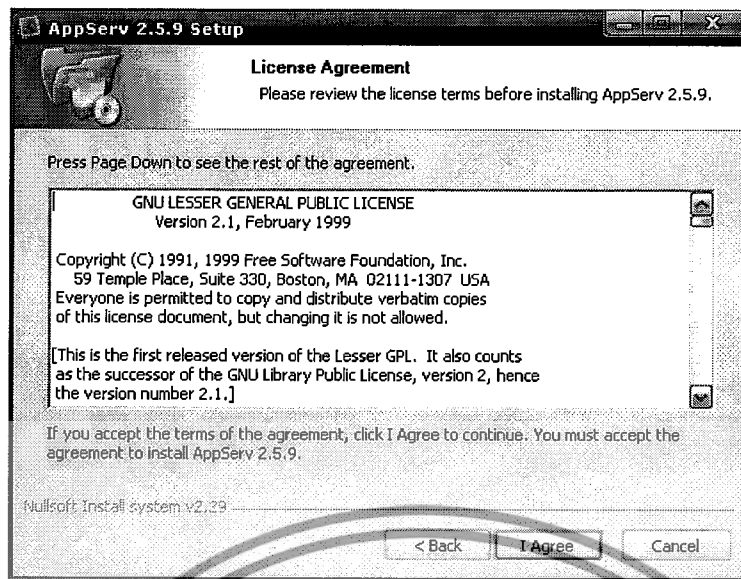 AppServ 2.5.9 Setup
License Agreement
Please review the license terms before installing AppServ 2.5.9.
Press Page Down to see the rest of the agreement.
GNU LESSER GENERAL PUBLIC LICENSE
Version 2.1, February 1999
Copyright (C) 1991, 1999 Free Software Foundation, Inc.
59 Temple Place, Suite 330, Boston, MA 02111-1307 USA
Everyone is permitted to copy and distribute verbatim copies
of this license document, but changing it is not allowed.
[This is the first released version of the Lesser GPL. It also counts
as the successor of the GNU Library Public License, version 2, hence
the version number 2.1.]
If you accept the terms of the agreement, click I Agree to continue. You must accept the
agreement to install AppServ 2.5.9.
Nullsoft Install system v2.29
< Back I Agree Cancel